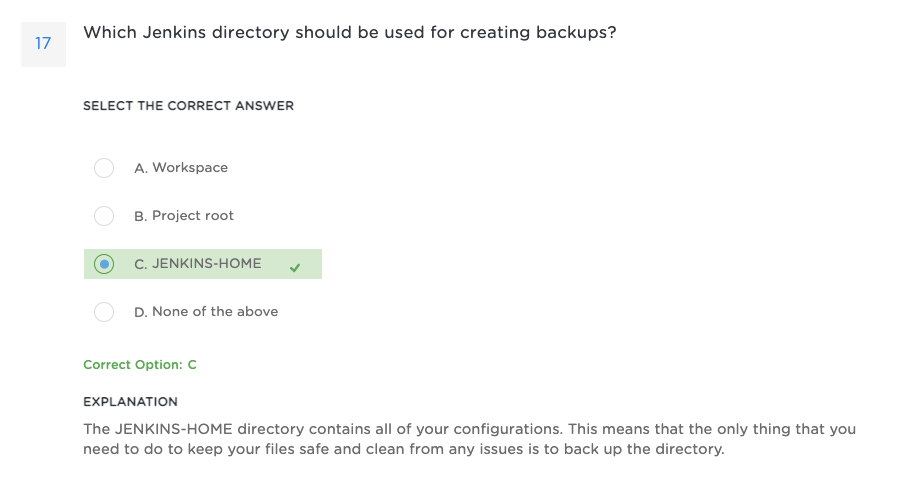 17
Which Jenkins directory should be used for creating backups?
SELECT THE CORRECT ANSWER
A. Workspace
B. Project root
C. JENKINS-HOME
D. None of the above
Correct Option: C
EXPLANATION
The JENKINS-HOME directory contains all of your configurations. This means that the only thing that you
need to do to keep your files safe and clean from any issues is to back up the directory.